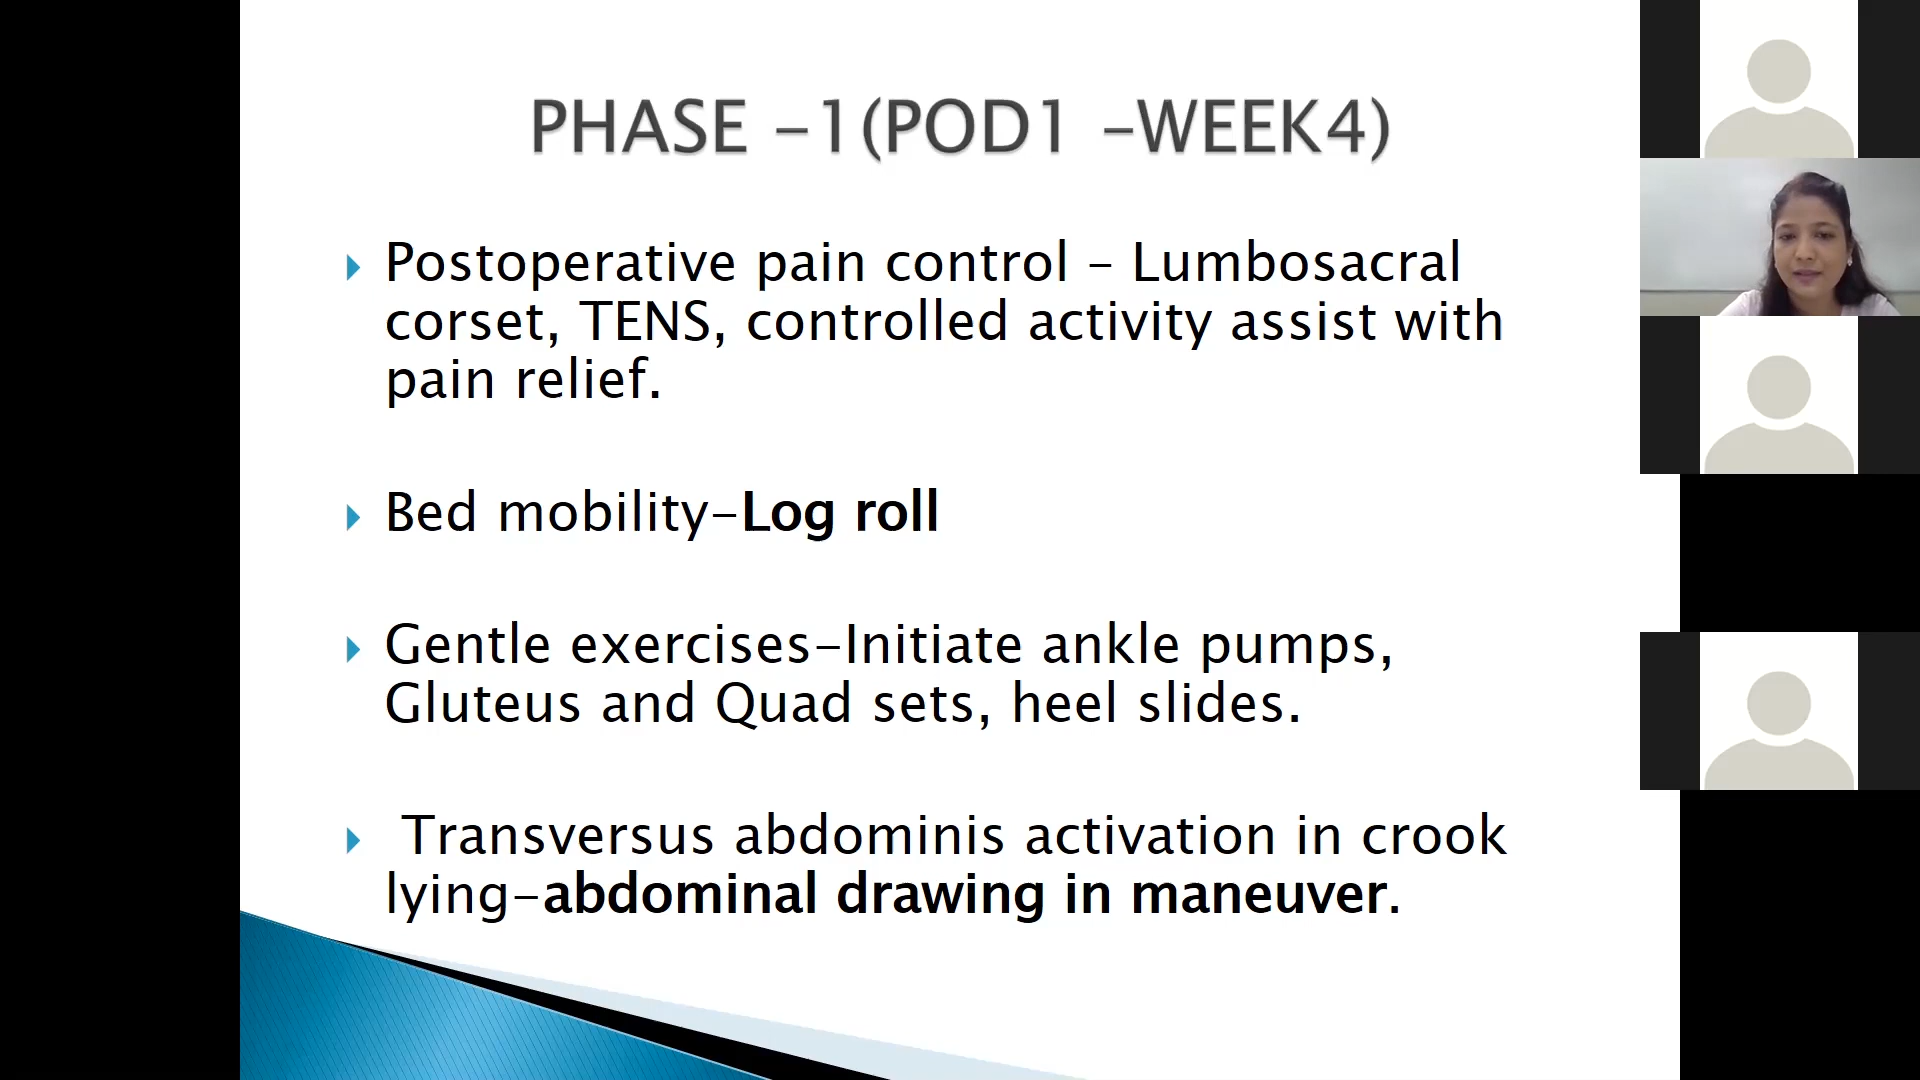 PHASE -1(POD1 -WEEK4)
Postoperative pain control - Lumbosacral
corset, TENS, controlled activity assist with
pain relief.
Bed mobility-Log roll
Gentle exercises-Initiate ankle pumps,
Gluteus and Quad sets, heel slides.
Transversus abdominis activation in crook
lying-abdominal drawing in maneuver.